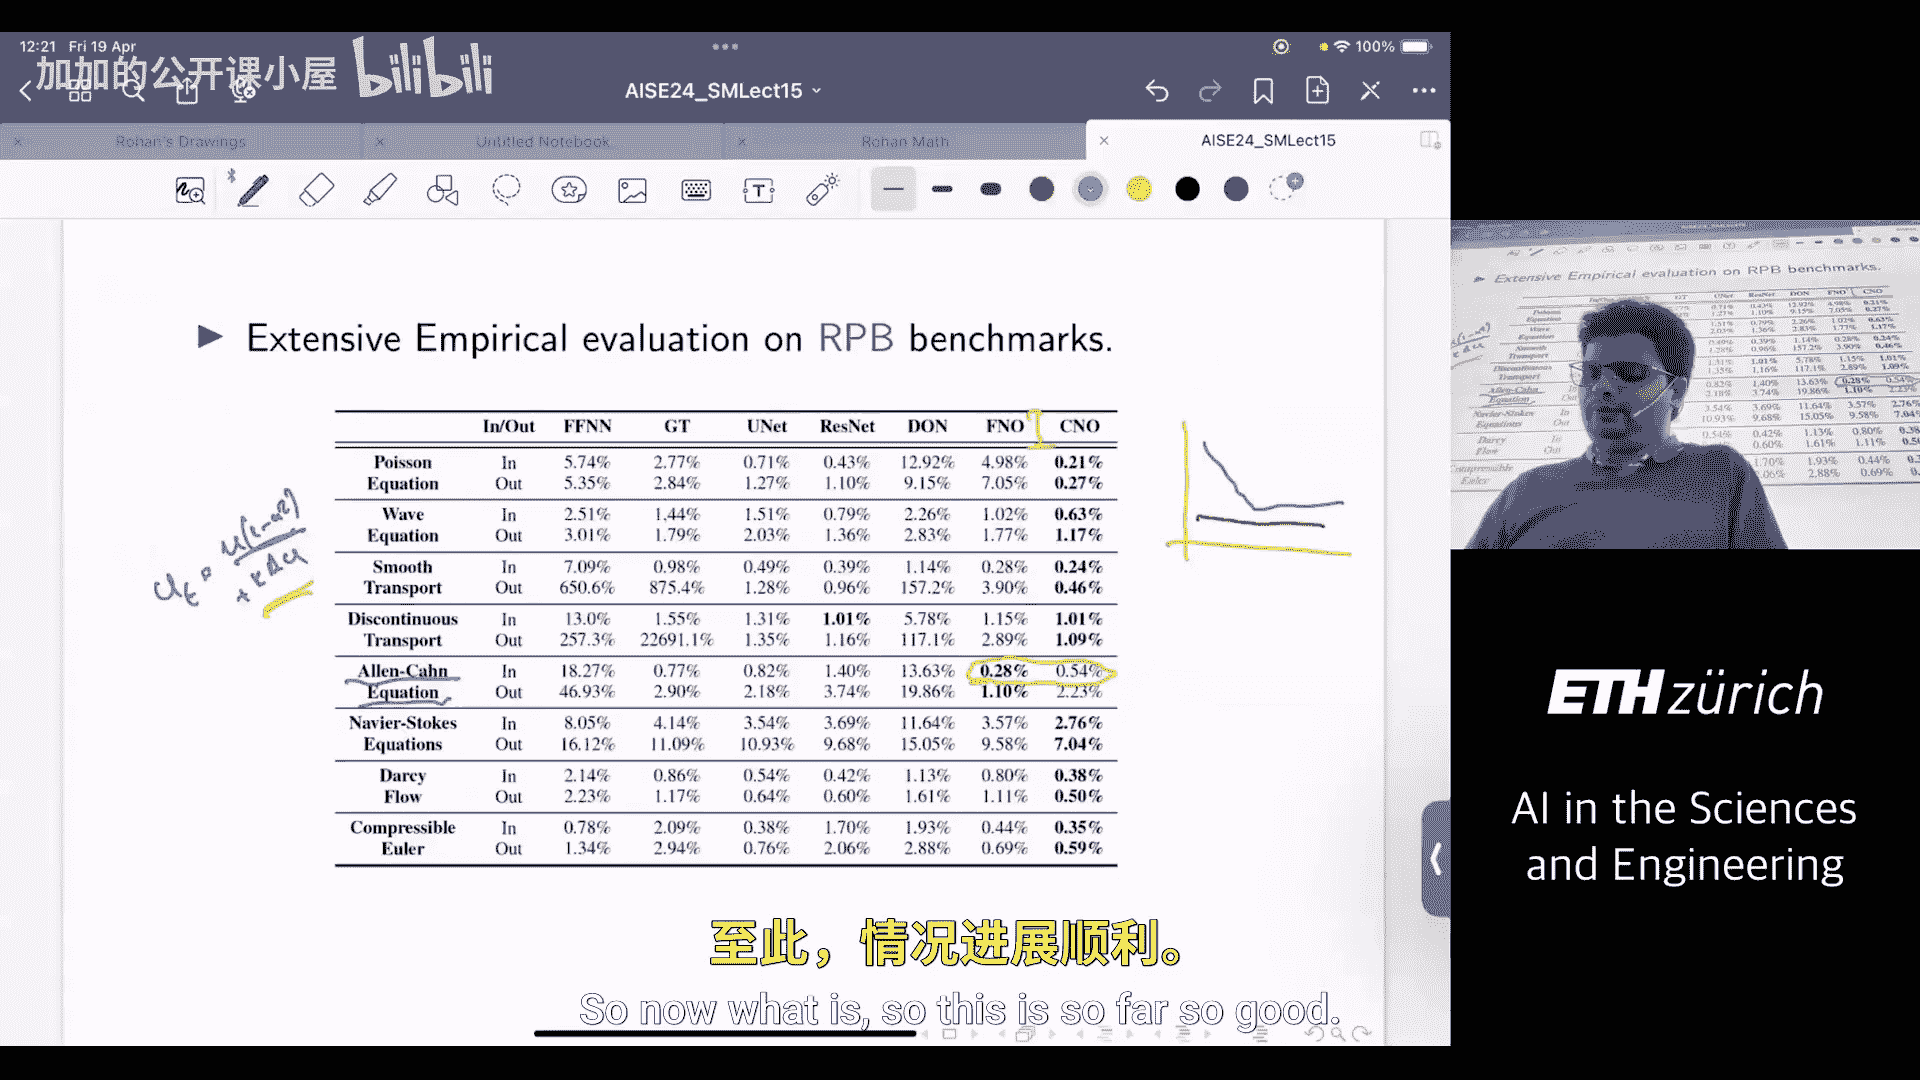 12:21 Fri 19 Apr
100%
加加的公开课小屋 bilibili
AISE24_SMLect15
Rohan's Drawings
Untitled Notebook
Rohan Math
AISE24_SMLect15
Extensive Empirical evaluation on RPB benchmarks.
In/Out FFNN GT UNet ResNet DON FNO CNO
Poisson In 5.74% 2.77% 0.71% 0.43% 12.92% 4.98% 0.21%
Equation Out 5.35% 2.84% 1.27% 1.10% 9.15% 7.05% 0.27%
Wave In 2.51% 1.44% 1.51% 0.79% 2.26% 1.02% 0.63%
Equation Out 3.01% 1.79% 2.03% 1.36% 2.83% 1.77% 1.17%
Smooth In 7.09% 0.98% 0.49% 0.39% 1.14% 0.28% 0.24%
Transport Out 650.6% 875.4% 1.28% 0.96% 157.2% 3.90% 0.46%
Discontinuous In 13.0% 1.55% 1.31% 1.01% 5.78% 1.15% 1.01%
Transport Out 257.3% 22691.1% 1.35% 1.16% 117.1% 2.89% 1.09%
Allen-Cahn In 18.27% 0.77% 0.82% 1.40% 13.63% 0.28% 0.54%
Equation Out 46.93% 2.90% 2.18% 3.74% 19.86% 1.10% 2.23%
Navier-Stokes In 8.05% 4.14% 3.54% 3.69% 11.64% 3.57% 2.76%
Equations Out 16.12% 11.09% 10.93% 9.68% 15.05% 9.58% 7.04%
Darcy In 2.14% 0.86% 0.54% 0.42% 1.13% 0.80% 0.38%
Flow Out 2.23% 1.17% 0.64% 0.60% 1.61% 1.11% 0.50%
Compressible In 0.78% 2.09% 0.38% 1.70% 1.93% 0.44% 0.35%
Euler Out 1.34% 2.94% 0.76% 2.06% 2.88% 0.69% 0.59%
Extensive Empirical evaluation on RPB benchmarks.
ETH zürich
AI in the Sciences
and Engineering
至此，情况进展顺利。
So now what is, so this is so far so good.